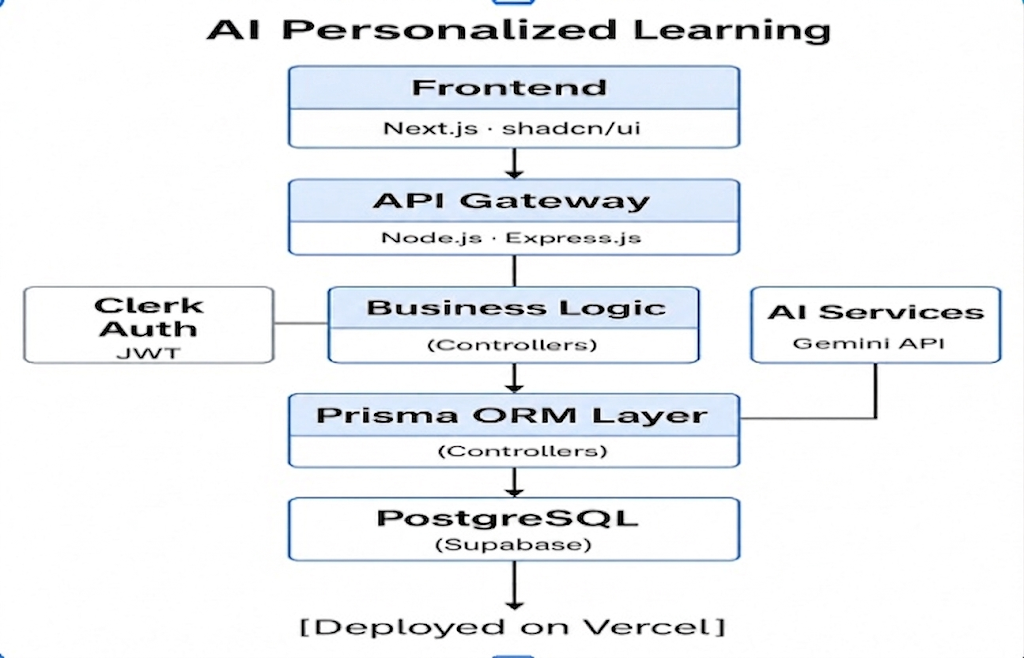 AI Personalized Learning
Frontend
Next.js · shadcn/ui
API Gateway
Node.js · Express.js
Clerk
Auth
JWT
Business Logic
(Controllers)
AI Services
Gemini API
Prisma ORM Layer
(Controllers)
PostgreSQL
(Supabase)
[Deployed on Vercel]